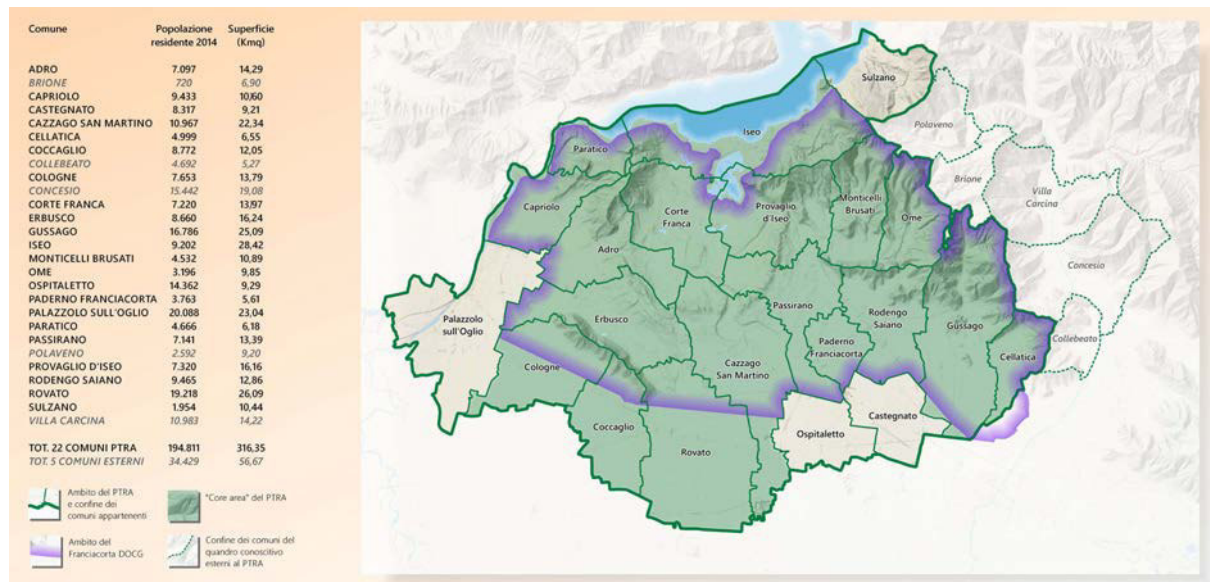 Comune Popolazione residente 2014 Superficie (Kmq)
ADRO 7.097 14,29
BRIONE 720 6,90
CAPRIOLO 9.433 10,60
CASTEGNATO 8.317 9,21
CAZZAGO SAN MARTINO 10.967 22,34
CELLATICA 4.999 6,55
COCCAGLIO 8.772 12,05
COLLEBEATO 4.692 5,27
COLOGNE 7.653 13,79
CONCESIO 15.442 19,08
CORTE FRANCA 7.220 13,97
ERBUSCO 8.660 16,24
GUSSAGO 16.786 25,09
ISEO 9.202 28,42
MONTICELLI BRUSATI 4.532 10,89
OME 3.196 9,85
OSPITALETTO 14.362 9,29
PADERNO FRANCIACORTA 3.763 5,61
PALAZZOLO SULL'OGLIO 20.088 23,04
PARATICO 4.666 6,18
PASSIRANO 7.141 13,39
POLAVENO 2.592 9,20
PROVAGLIO D'ISEO 7.320 16,16
RODENGO SAIANO 9.465 12,86
ROVATO 19.218 26,09
SULZANO 1.954 10,44
VILLA CARCINA 10.983 14,22
TOT. 22 COMUNI PTRA 194.811 316,35
TOT. 5 COMUNI ESTERNI 34.429 56,67
Ambito del PTRA
e confine dei
comuni appartenenti
"Core area" del PTRA
Ambito del
Franciacorta DOCG
Confine dei comuni del
quandro conoscitivo
esterni al PTRA
Sulzano
Iseo
Polaveno
Paratico
Brione
Villa
Carcina
Capriolo
Corte
Franca
Provaglio
d'Iseo
Monticelli
Brusati
Ome
Adro
Concesio
Passirano
Palazzolo
sull'Oglio
Erbusco
Rodengo
Saiano
Gussago
Collebeato
Paderno
Franciacorta
Cellatica
Cologne
Cazzago
San Martino
Castegnato
Coccaglio
Ospitaletto
Rovato